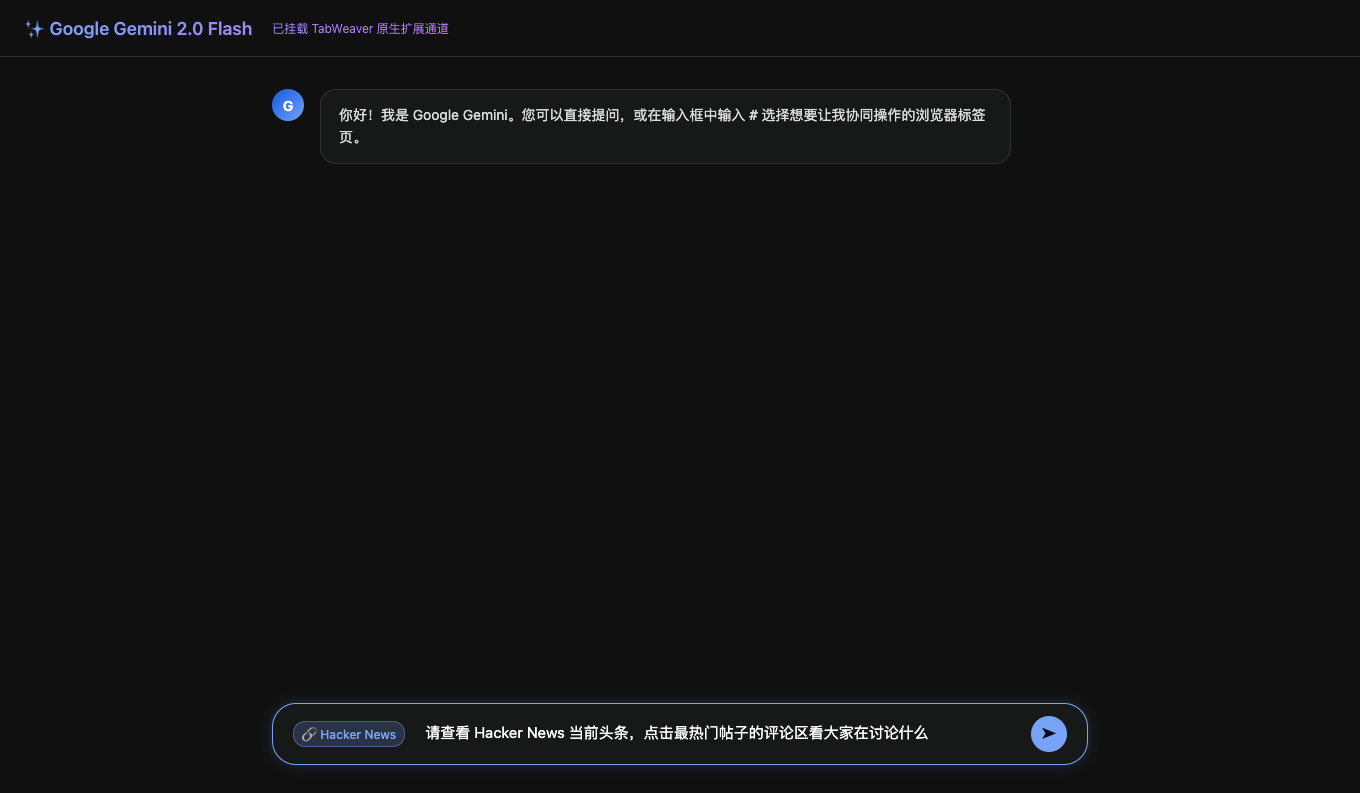 ✨ Google Gemini 2.0 Flash
已挂载 TabWeaver 原生扩展通道
G
你好！我是 Google Gemini。您可以直接提问，或在输入框中输入 # 选择想要让我协同操作的浏览器标签
页。
🔗 Hacker News
请查看 Hacker News 当前头条，点击最热门帖子的评论区看大家在讨论什么
➤